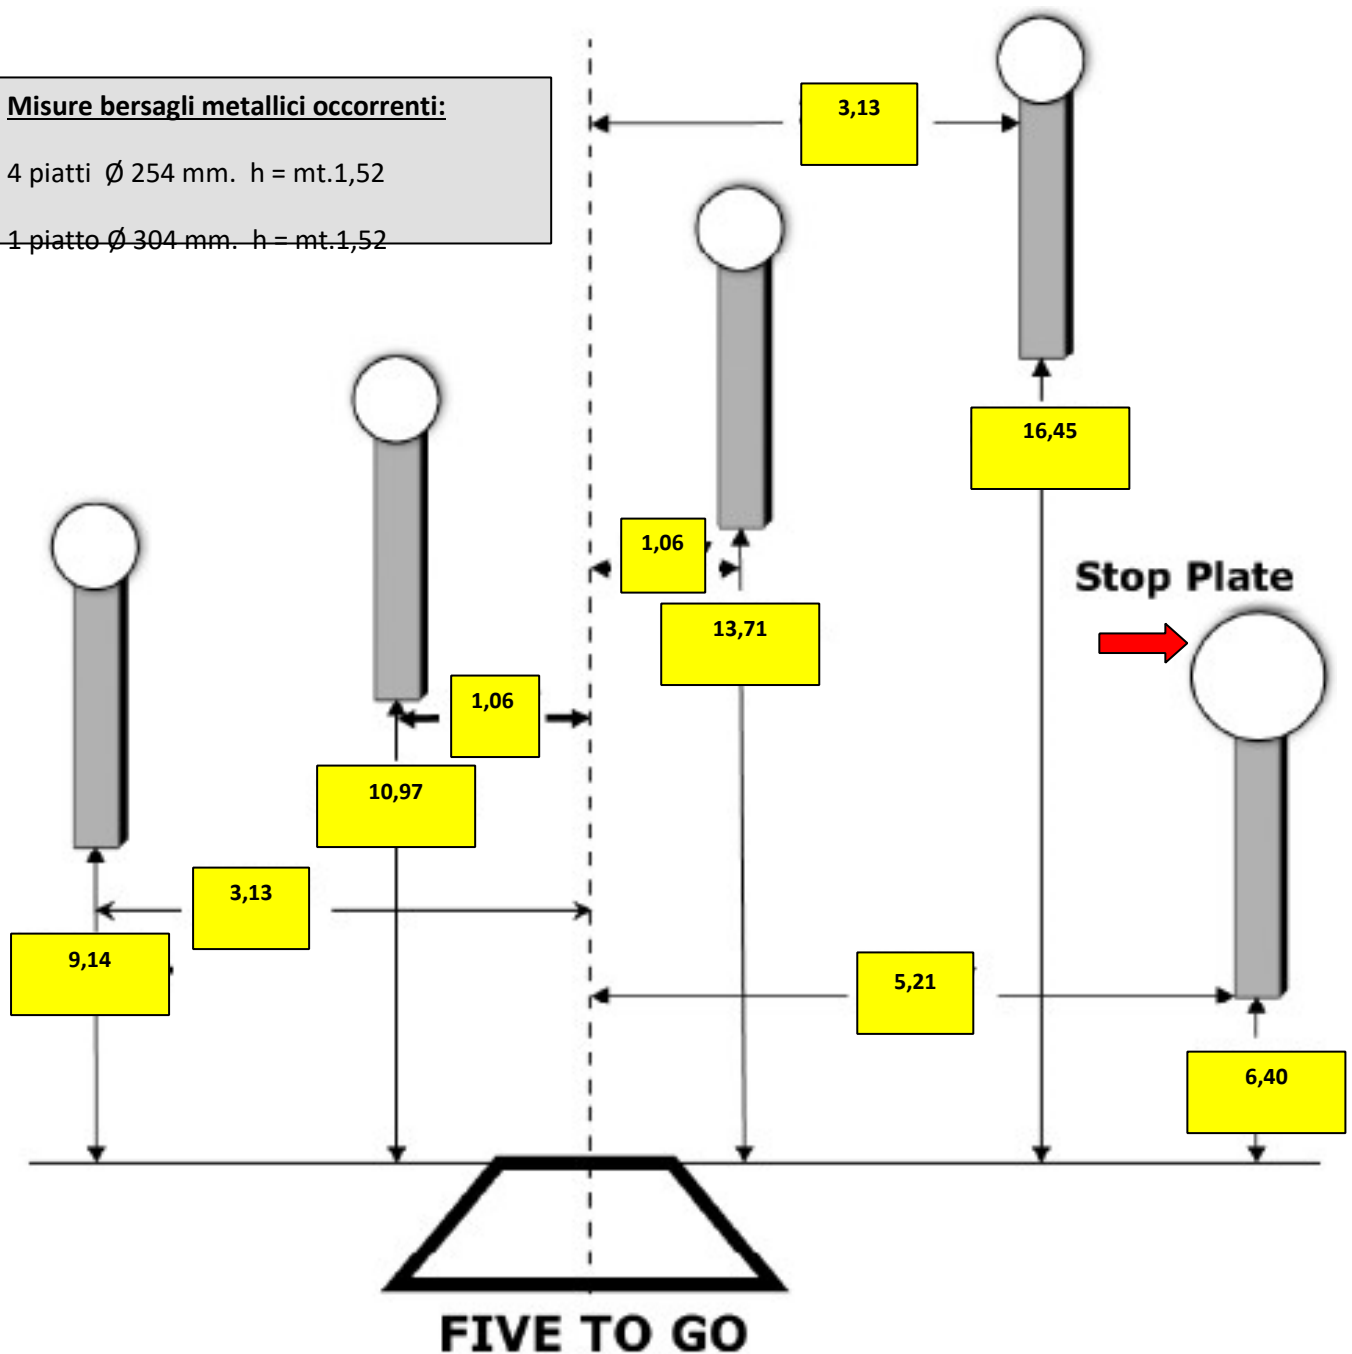 Misure bersagli metallici occorrenti:
4 piatti Ø 254 mm. h = mt.1,52
1 piatto Ø 304 mm. h = mt.1,52
3,13
16,45
1,06
13,71
Stop Plate
1,06
10,97
3,13
9,14
5,21
6,40
FIVE TO GO